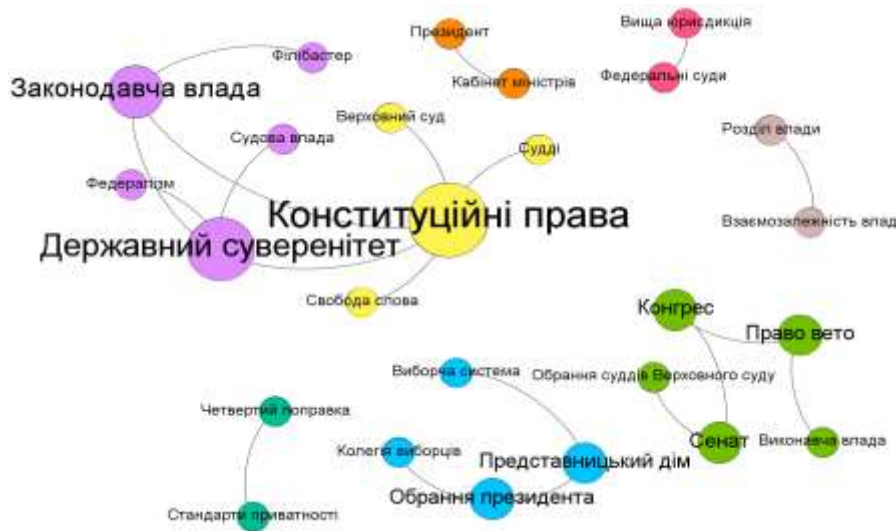 Президент
Вища юрисдикція
Філібастер
Федеральні суди
Кабінет міністрів
Законодавча влада
Верховний суд
Розділ влади
Судова влада
Судді
Федералізм
Конституційні права
Взаємозалежність влад
Державний суверенітет
Свобода слова
Конгрес
Право вето
Виборча система
Обрання суддів Верховного суду
Четвертий поправка
Колегія виборців
Сенат
Виконавча влада
Представницький дім
Обрання президента
Стандарти приватності